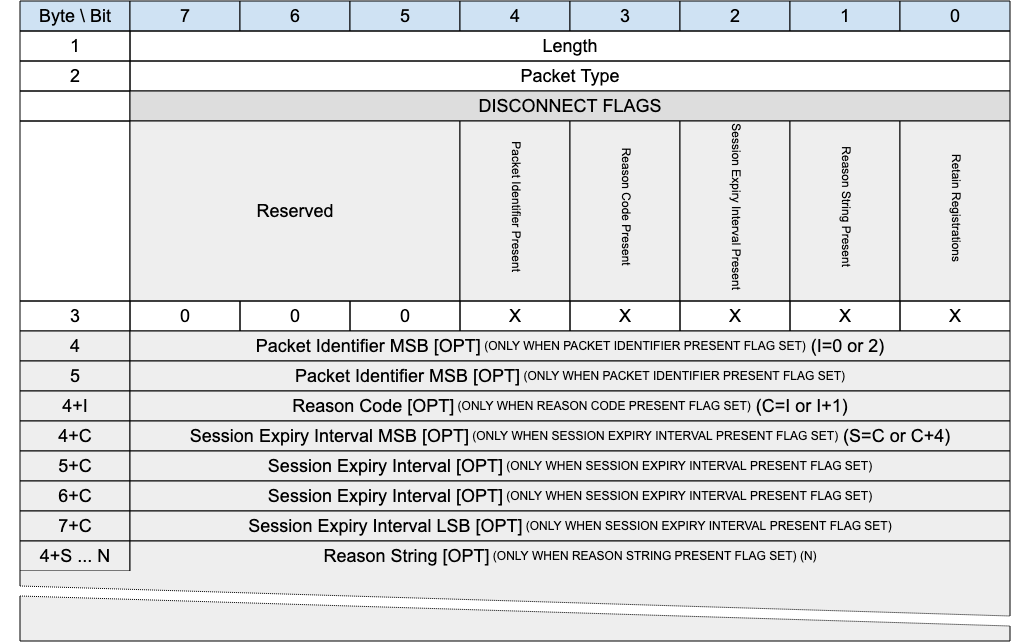 Byte \ Bit 7 6 5 4 3 2 1 0
1 Length
2 Packet Type
DISCONNECT FLAGS
Reserved
Packet Identifier Present
Reason Code Present
Session Expiry Interval Present
Reason String Present
Retain Registrations
3 0 0 0 X X X X X
4 Packet Identifier MSB [OPT] (ONLY WHEN PACKET IDENTIFIER PRESENT FLAG SET) (I=0 or 2)
5 Packet Identifier MSB [OPT] (ONLY WHEN PACKET IDENTIFIER PRESENT FLAG SET)
4+I Reason Code [OPT] (ONLY WHEN REASON CODE PRESENT FLAG SET) (C=I or I+1)
4+C Session Expiry Interval MSB [OPT] (ONLY WHEN SESSION EXPIRY INTERVAL PRESENT FLAG SET) (S=C or C+4)
5+C Session Expiry Interval [OPT] (ONLY WHEN SESSION EXPIRY INTERVAL PRESENT FLAG SET)
6+C Session Expiry Interval [OPT] (ONLY WHEN SESSION EXPIRY INTERVAL PRESENT FLAG SET)
7+C Session Expiry Interval LSB [OPT] (ONLY WHEN SESSION EXPIRY INTERVAL PRESENT FLAG SET)
4+S ... N Reason String [OPT] (ONLY WHEN REASON STRING PRESENT FLAG SET) (N)